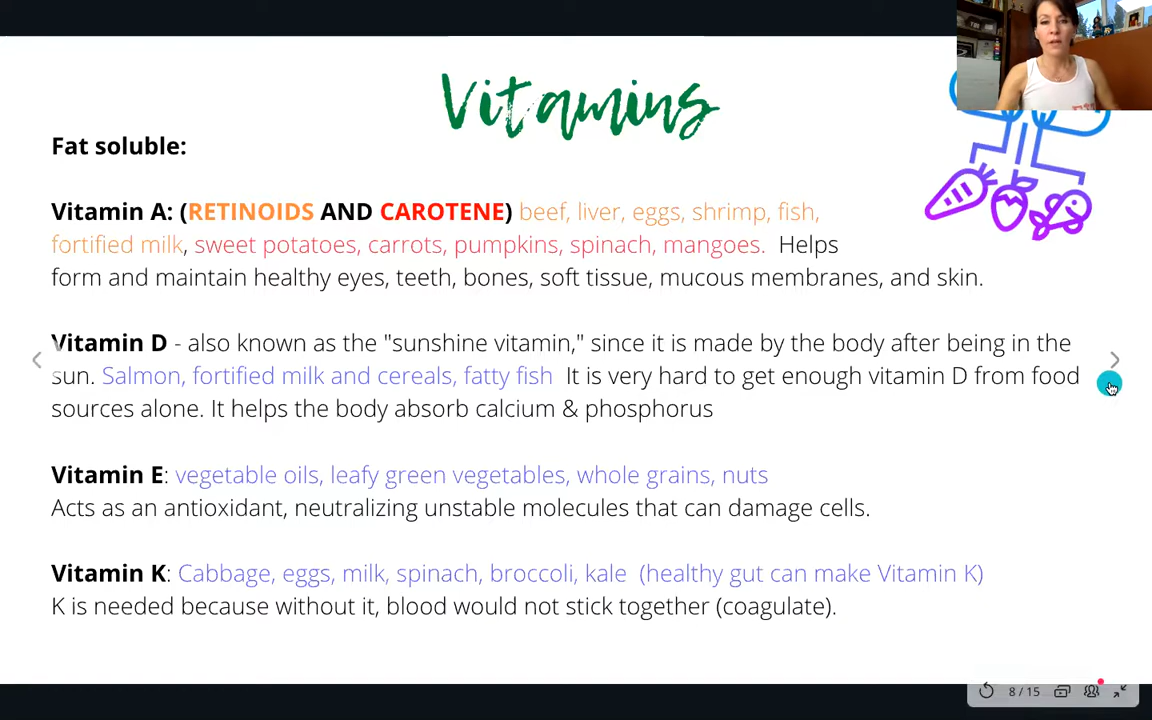 Vitamins
Fat soluble:
Vitamin A: (RETINOIDS AND CAROTENE) beef, liver, eggs, shrimp, fish,
fortified milk, sweet potatoes, carrots, pumpkins, spinach, mangoes. Helps
form and maintain healthy eyes, teeth, bones, soft tissue, mucous membranes, and skin.
Vitamin D - also known as the "sunshine vitamin," since it is made by the body after being in the
sun. Salmon, fortified milk and cereals, fatty fish It is very hard to get enough vitamin D from food
sources alone. It helps the body absorb calcium & phosphorus
Vitamin E: vegetable oils, leafy green vegetables, whole grains, nuts
Acts as an antioxidant, neutralizing unstable molecules that can damage cells.
Vitamin K: Cabbage, eggs, milk, spinach, broccoli, kale (healthy gut can make Vitamin K)
K is needed because without it, blood would not stick together (coagulate).
8 / 15